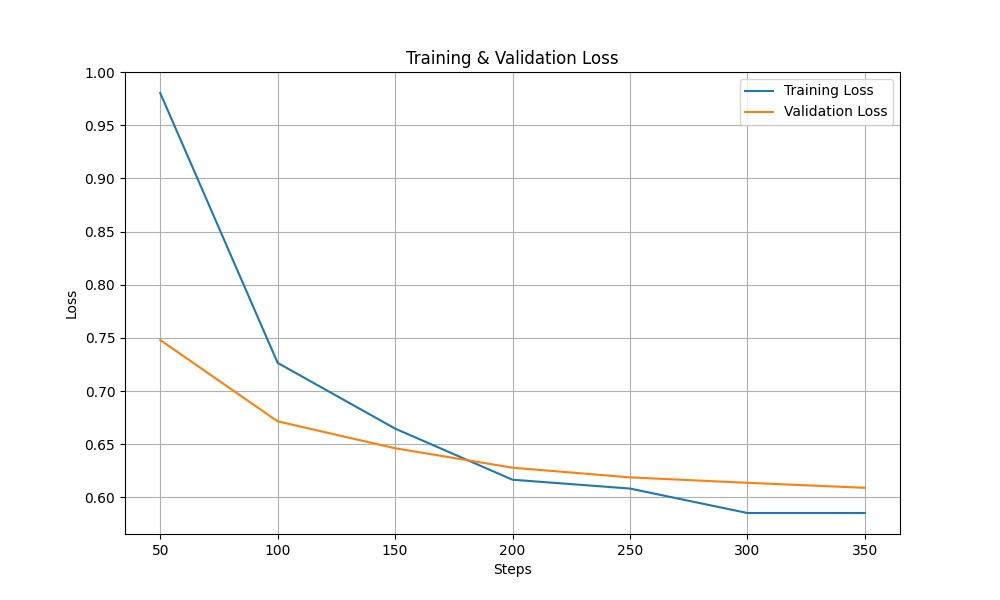 Training & Validation Loss
1.00
0.95
0.90
0.85
0.80
0.75
0.70
0.65
0.60
Loss
Training Loss
Validation Loss
50 100 150 200 250 300 350
Steps